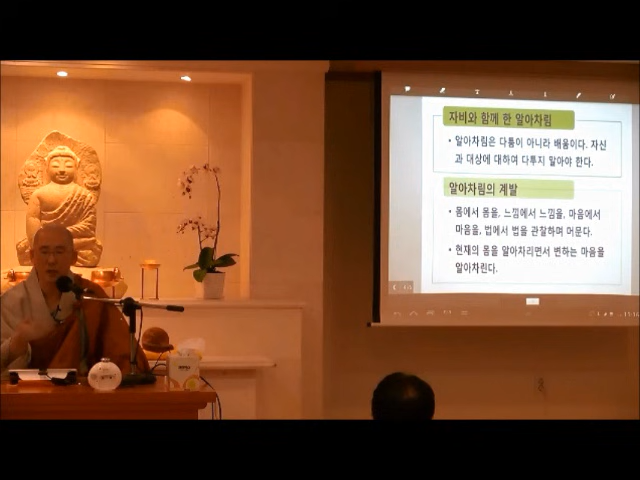 자비와 함께 한 알아차림
• 알아차림은 다툼이 아니라 배움이다. 자신
과 대상에 대하여 다투지 말아야 한다.
알아차림의 계발
• 몸에서 몸을, 느낌에서 느낌을, 마음에서
마음을, 법에서 법을 관찰하며 머문다.
• 현재의 몸을 알아차리면서 변하는 마음을
알아차린다.